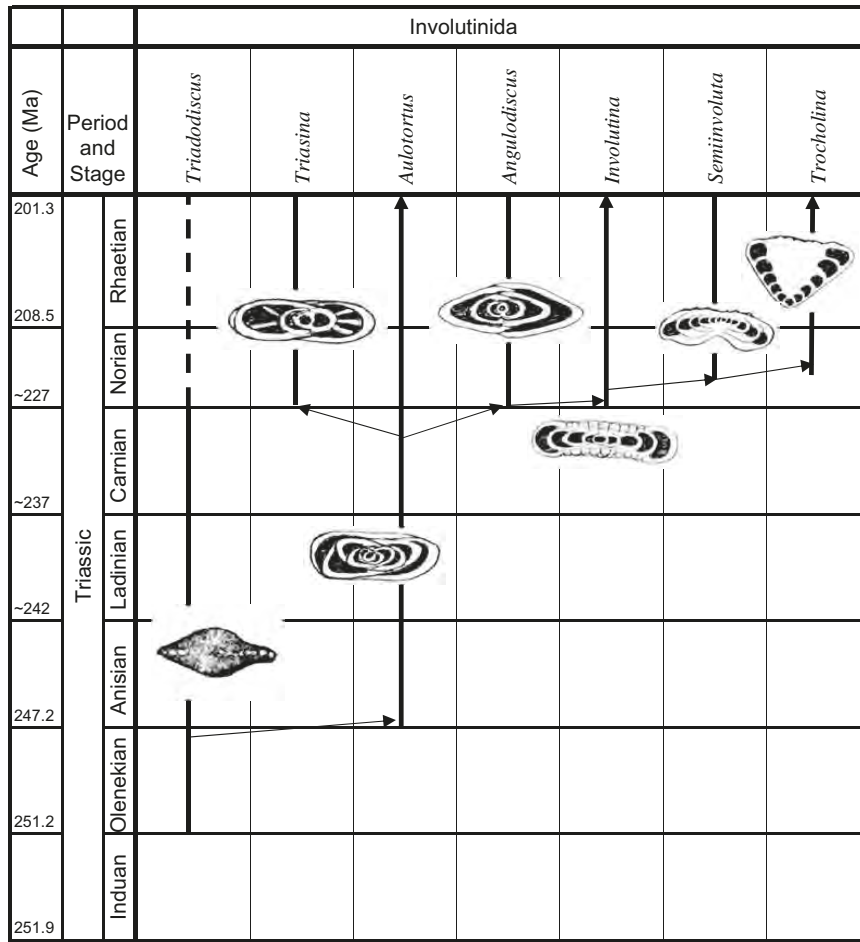 Involutinida
Age (Ma)
Period
and
Stage
Triadodiscus
Triasina
Aulotortus
Angulodiscus
Involutina
Semiinvoluta
Trocholina
201.3
Rhaetian
208.5
Norian
~227
Carnian
~237
Triassic
Ladinian
~242
Anisian
247.2
Olenekian
251.2
Induan
251.9